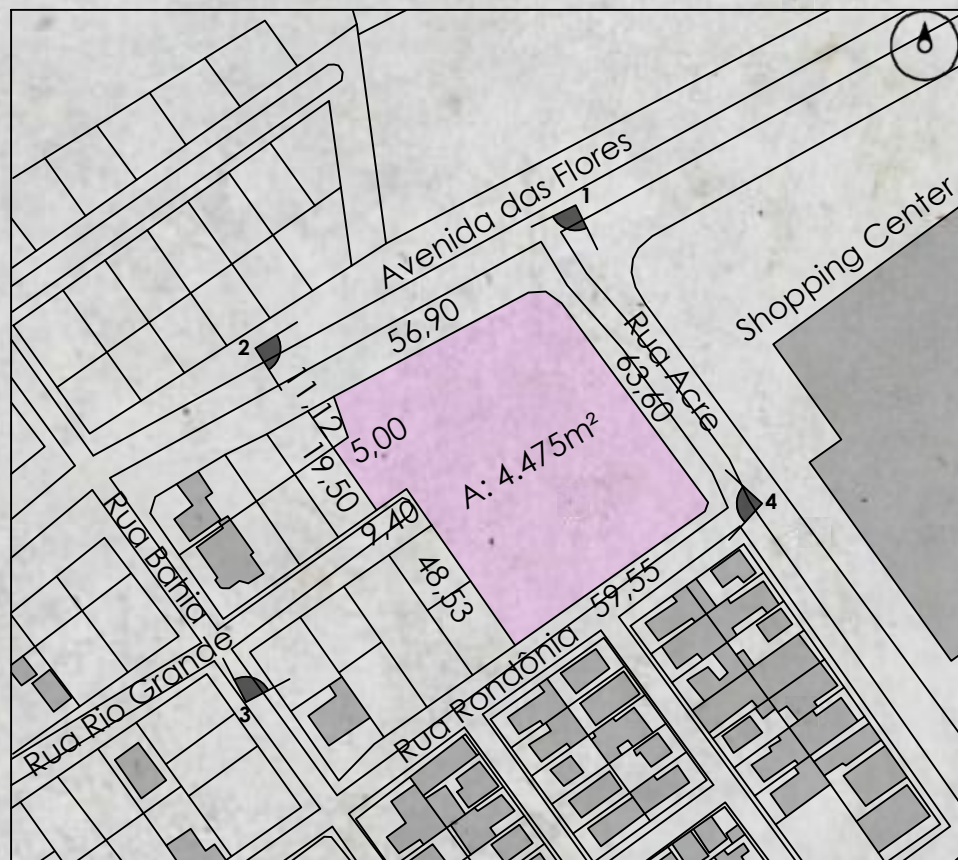 Avenida das Flores
1
Shopping Center
56,90
Rua Acre
2
63,60
11,12
5,00
A: 4.475m²
19,50
9,40
4
Rua Bahia
48,53
59,55
Rua Rio Grande
Rua Rondônia
3